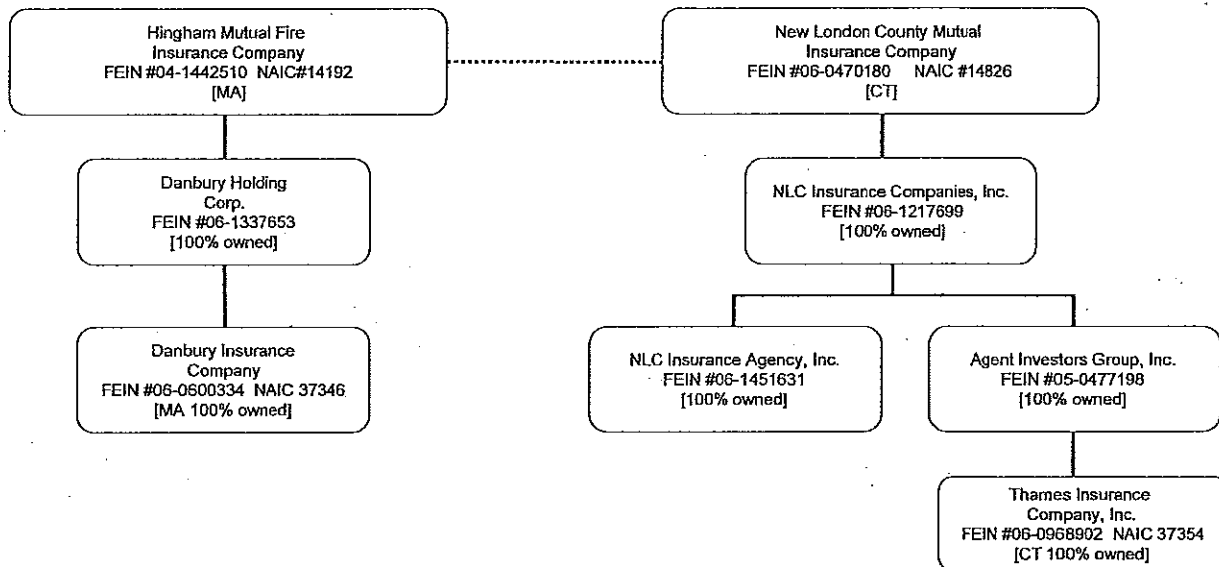 Hingham Mutual Fire
Insurance Company
FEIN #04-1442510 NAIC#14192
[MA]
New London County Mutual
Insurance Company
FEIN #06-0470180 NAIC #14826
[CT]
Danbury Holding
Corp.
FEIN #06-1337653
[100% owned]
NLC Insurance Companies, Inc.
FEIN #06-1217699
[100% owned]
Danbury Insurance
Company
FEIN #06-0600334 NAIC 37346
[MA 100% owned]
NLC Insurance Agency, Inc.
FEIN #06-1451631
[100% owned]
Agent Investors Group, Inc.
FEIN #05-0477198
[100% owned]
Thames Insurance
Company, Inc.
FEIN #06-0968902 NAIC 37354
[CT 100% owned]